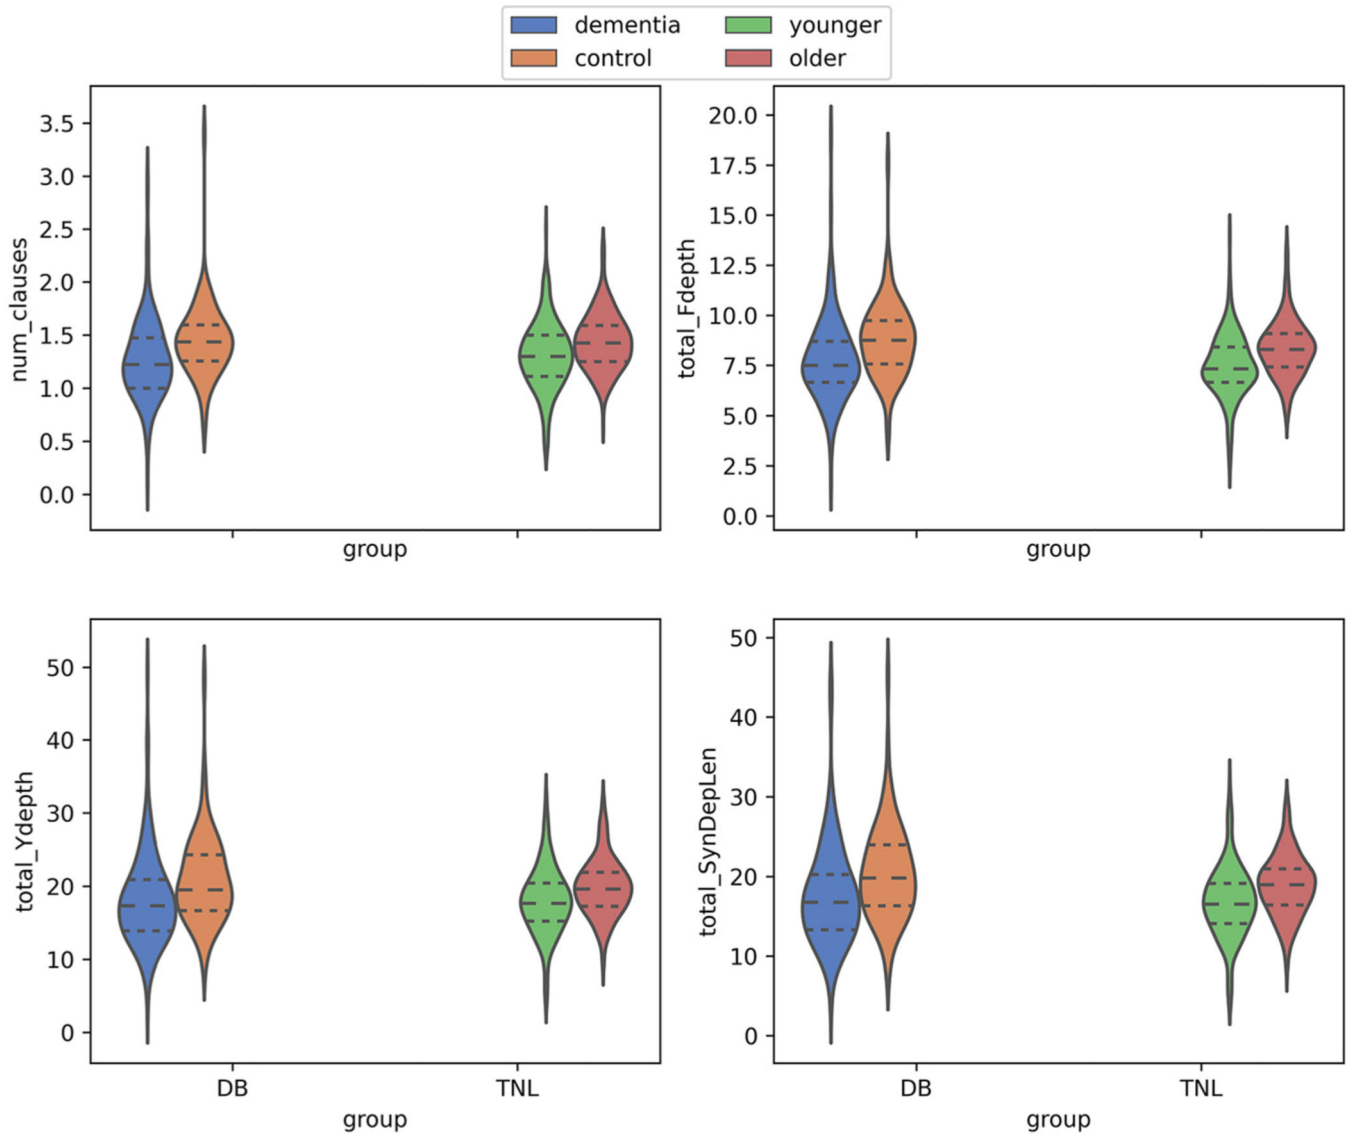 dementia
control
younger
older
num_clauses
3.5
3.0
2.5
2.0
1.5
1.0
0.5
0.0
group
total_Fdepth
20.0
17.5
15.0
12.5
10.0
7.5
5.0
2.5
0.0
group
total_Ydepth
50
40
30
20
10
0
DB
TNL
group
total_SynDepLen
50
40
30
20
10
0
DB
TNL
group